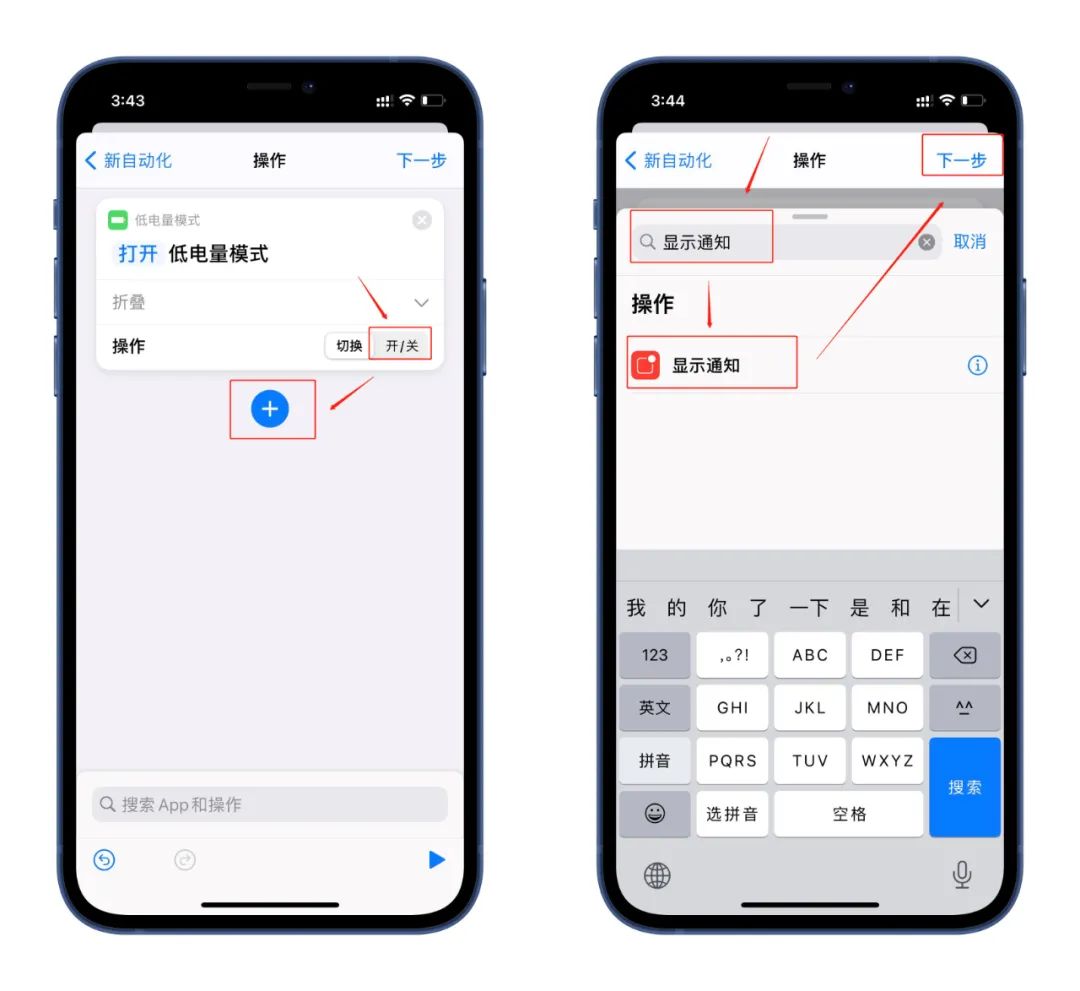 3:43
新自动化 操作 下一步
低电量模式
打开 低电量模式
折叠
操作 切换 开/关
搜索 App 和操作
3:44
新自动化 操作 下一步
显示通知 取消
操作
显示通知
我 的 你 了 一下 是 和 在
123 ,。?! ABC DEF
英文 GHI JKL MNO ^^
拼音 PQRS TUV WXYZ
搜索
选拼音 空格